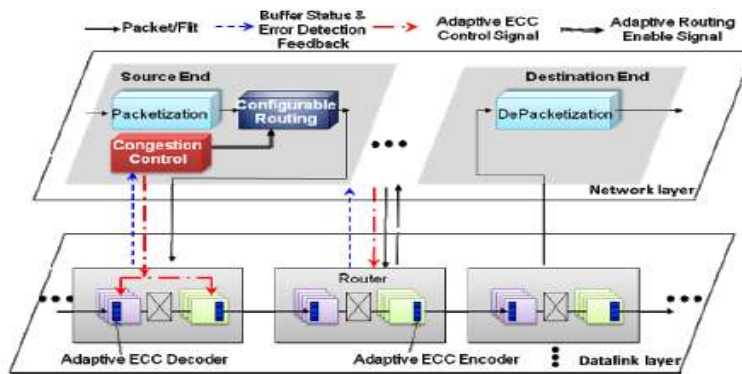 Packet/Flit
Buffer Status &
Error Detection
Feedback
Adaptive ECC
Control Signal
Adaptive Routing
Enable Signal
Source End
Destination End
Packetization
Configurable
Routing
DePacketization
Congestion
Control
Network layer
Router
Adaptive ECC Decoder
Adaptive ECC Encoder
Datalink layer